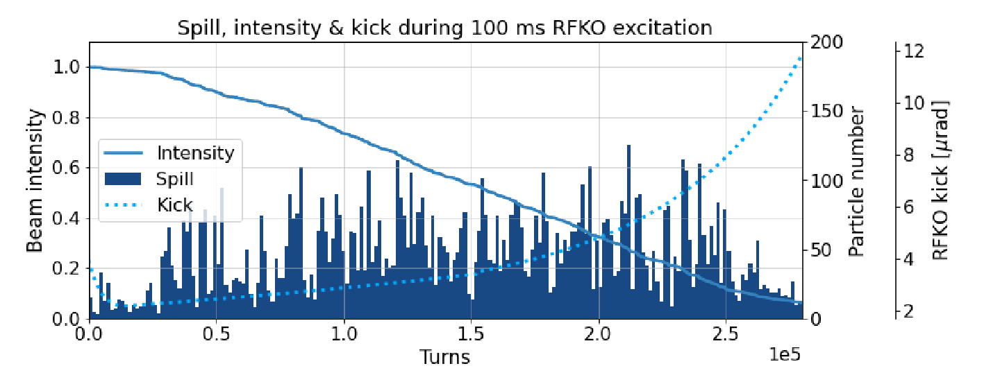 Spill, intensity & kick during 100 ms RFKO excitation
Beam intensity
1.0
0.8
0.6
0.4
0.2
0.0
Intensity
Spill
Kick
0.0 0.5 1.0 1.5 2.0 2.5
1e5
Turns
200
150
100
50
0
Particle number
12
10
8
6
4
2
RFKO kick [μrad]